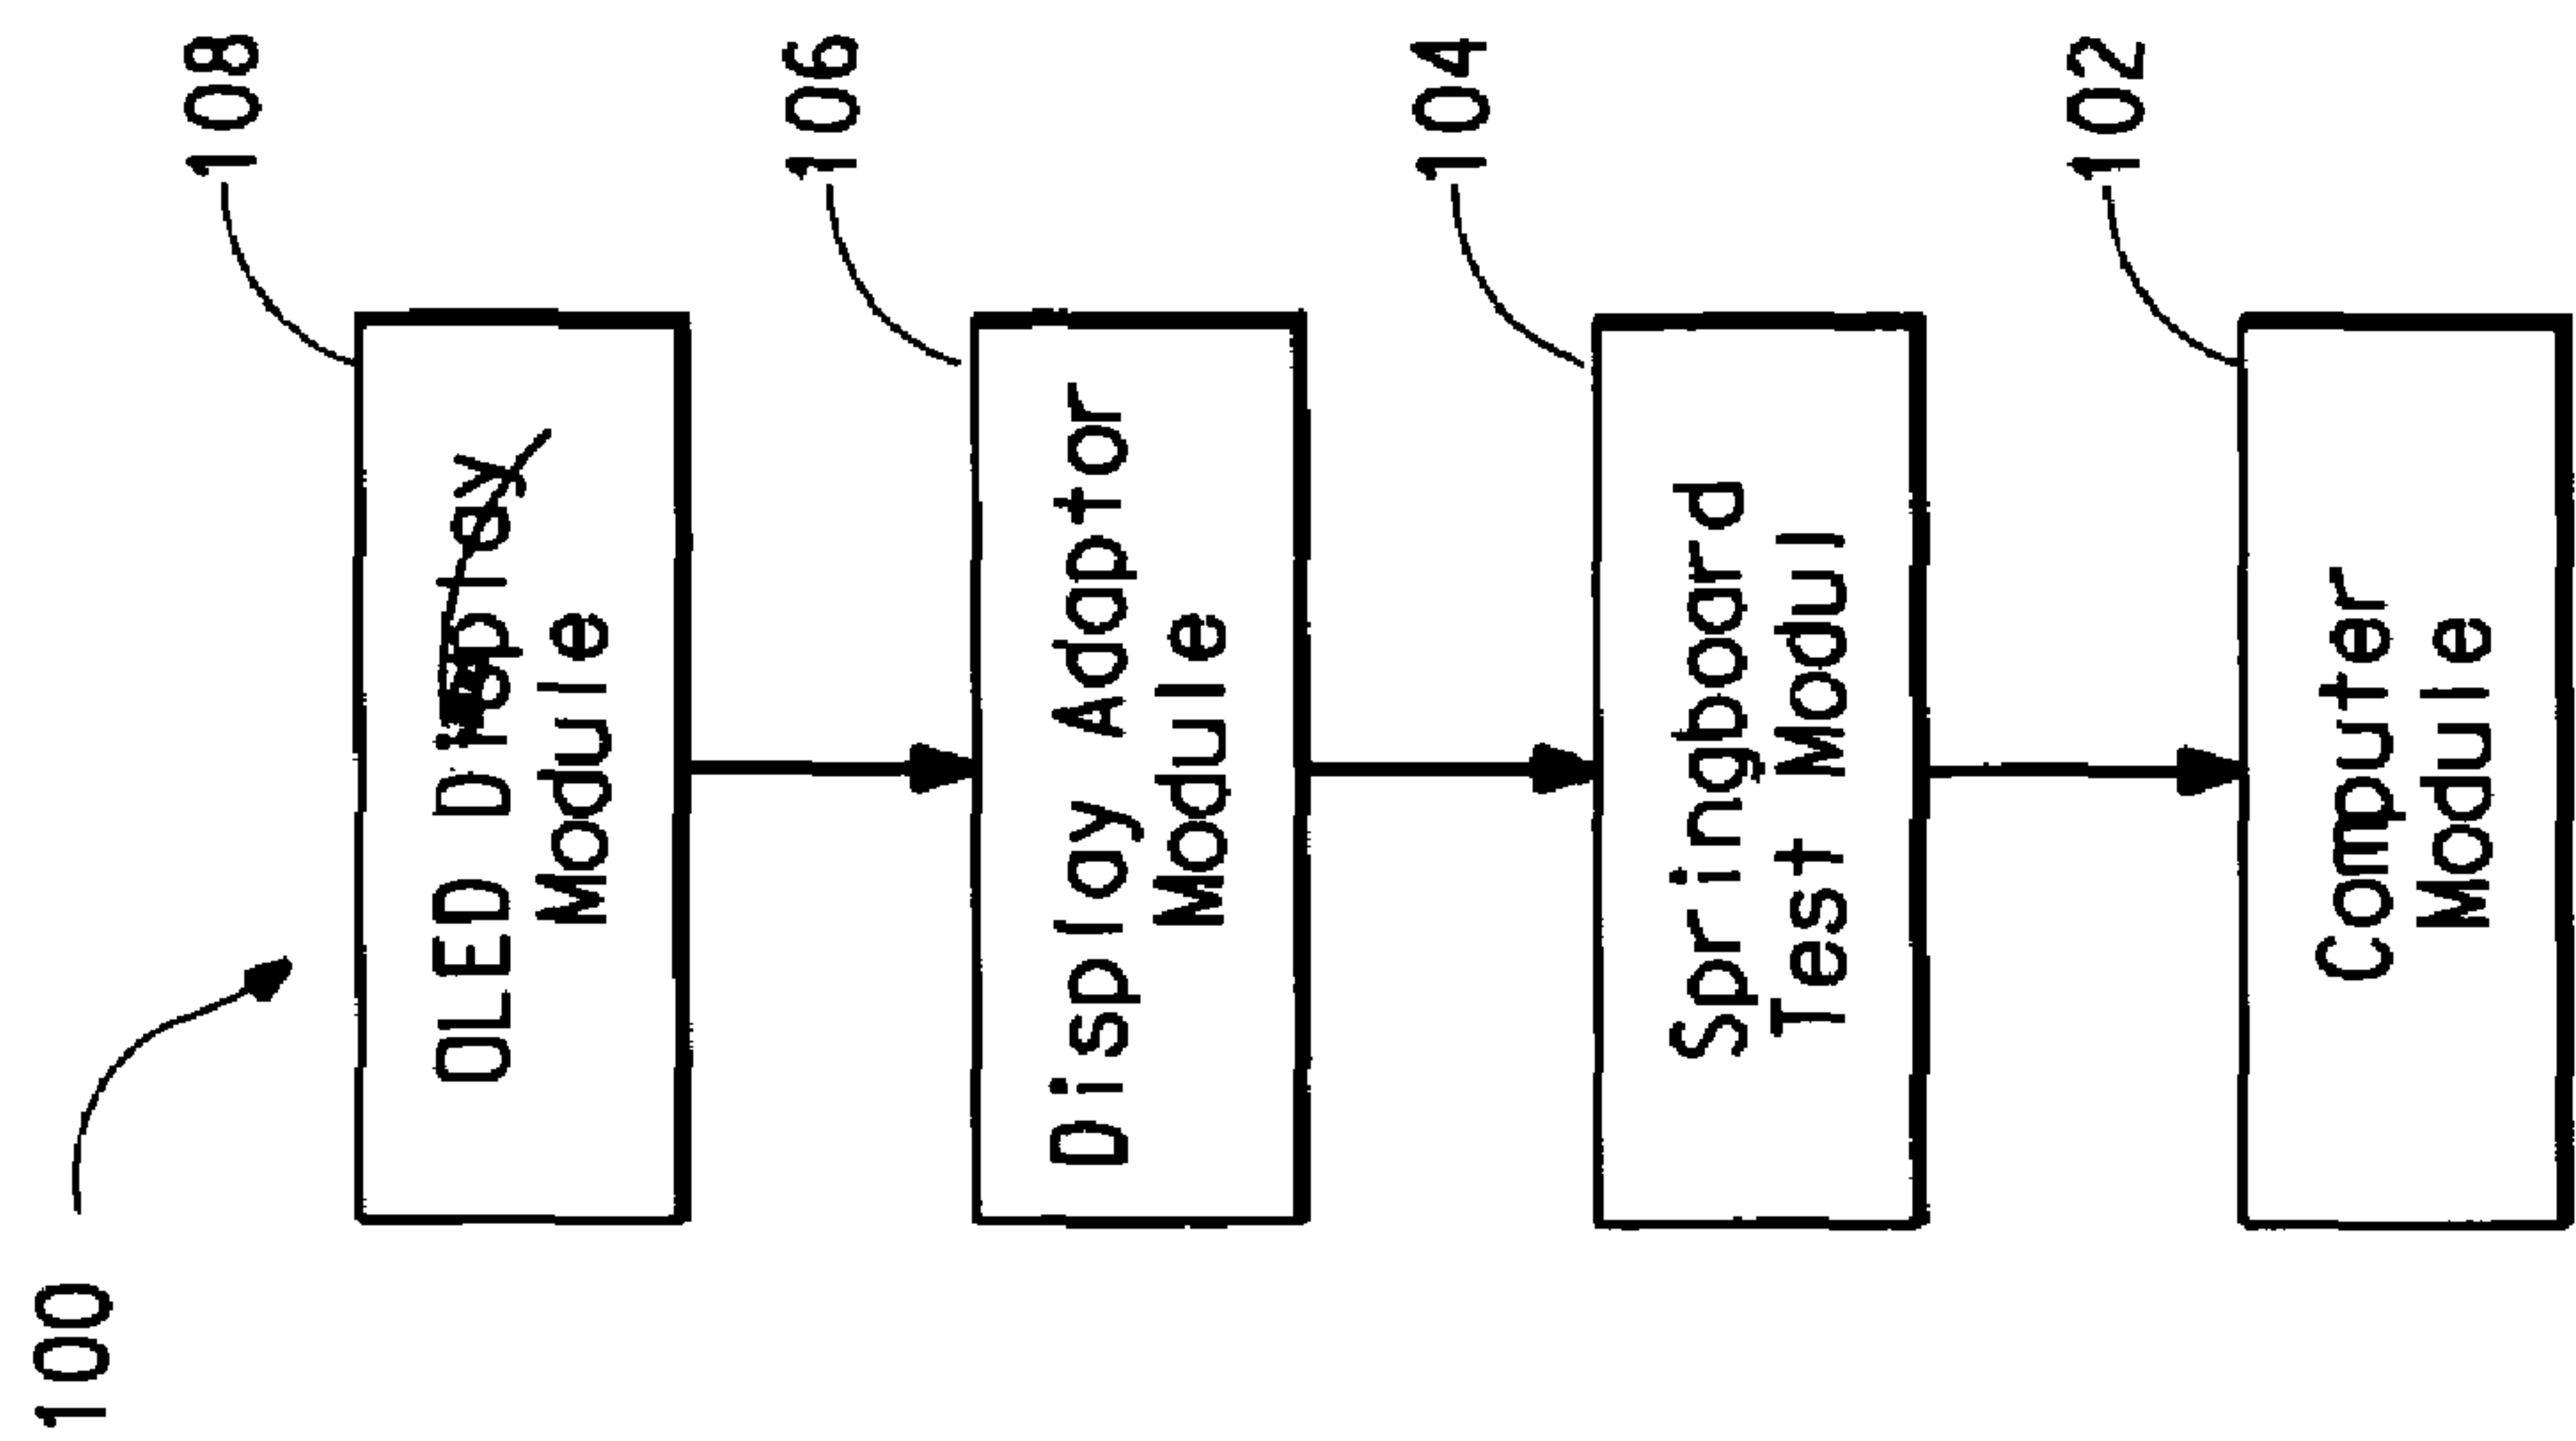 100
108
OLED Display
Module
106
Display Adaptor
Module
104
Springboard
Test Modul
102
Computer
Module